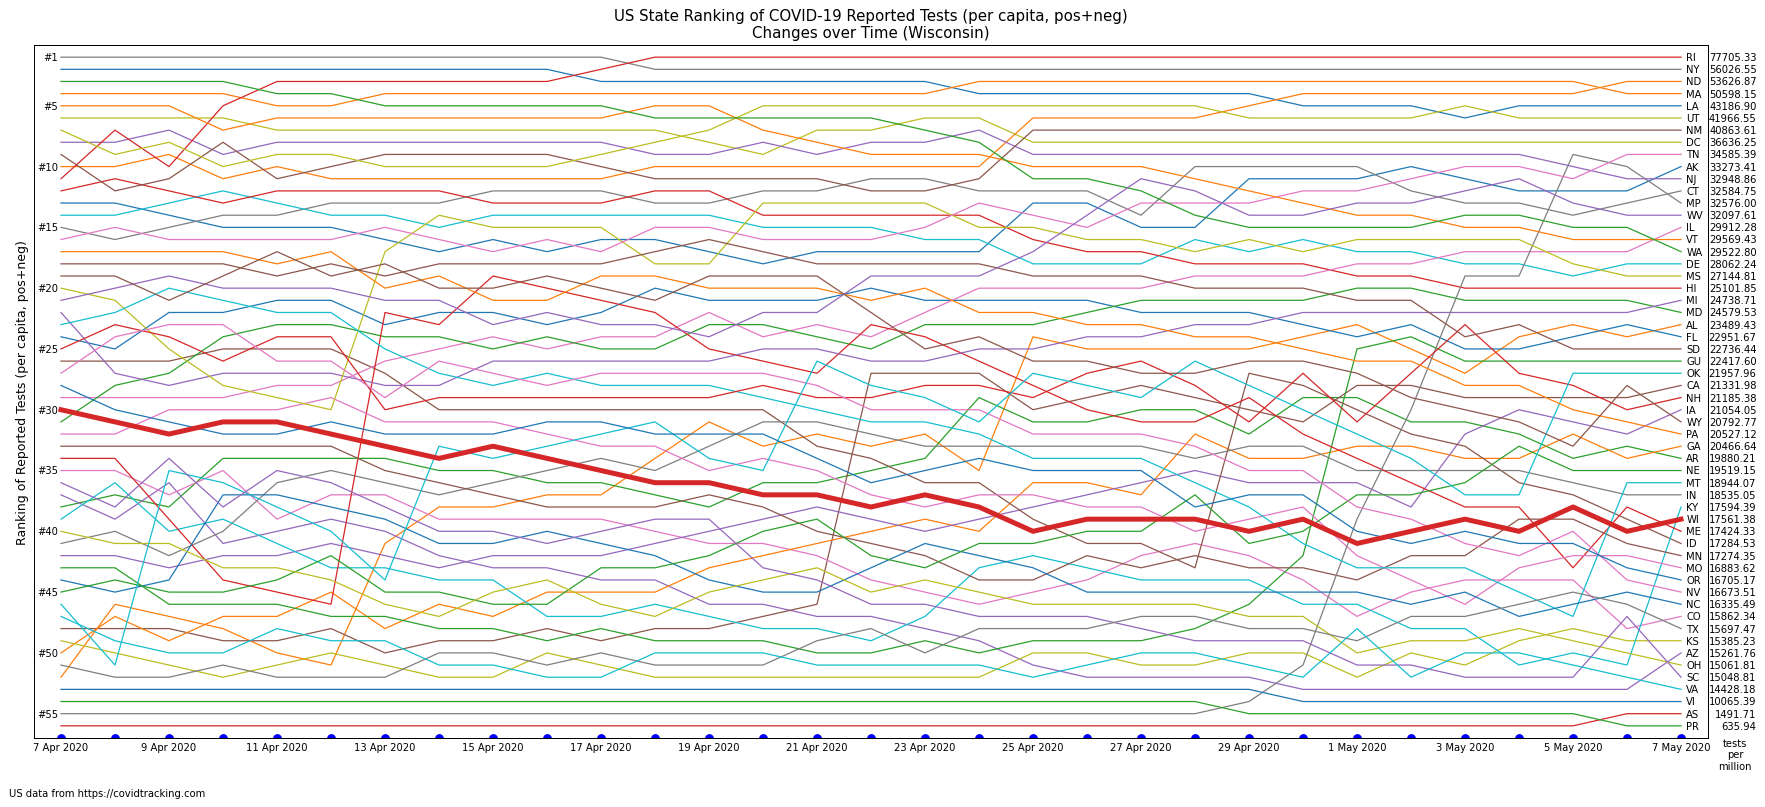 US State Ranking of COVID-19 Reported Tests (per capita, pos+neg)
Changes over Time (Wisconsin)
Ranking of Reported Tests (per capita, pos+neg)
#1
#5
#10
#15
#20
#25
#30
#35
#40
#45
#50
#55
RI 77705.33
NY 56026.55
ND 53626.87
MA 50598.15
LA 43186.90
UT 41966.55
NM 40863.61
DC 36636.25
TN 34585.39
AK 33273.41
NJ 32948.86
CT 32584.75
MP 32576.00
WV 32097.61
IL 29912.28
VT 29569.43
WA 29522.80
DE 28062.24
MS 27144.81
HI 25101.85
MI 24738.71
MD 24579.53
AL 23489.43
FL 22951.67
SD 22736.44
GU 22417.60
OK 21957.96
CA 21331.98
NH 21185.38
IA 21054.05
WY 20792.77
PA 20527.12
GA 20466.64
AR 19880.21
NE 19519.15
MT 18944.07
IN 18535.05
KY 17594.39
WI 17561.38
ME 17424.33
ID 17284.53
MN 17274.35
MO 16883.62
OR 16705.17
NV 16673.51
NC 16335.49
CO 15862.34
TX 15697.47
KS 15385.23
AZ 15261.76
OH 15061.81
SC 15048.81
VA 14428.18
VI 10065.39
AS 1491.71
PR 635.94
7 Apr 2020
9 Apr 2020
11 Apr 2020
13 Apr 2020
15 Apr 2020
17 Apr 2020
19 Apr 2020
21 Apr 2020
23 Apr 2020
25 Apr 2020
27 Apr 2020
29 Apr 2020
1 May 2020
3 May 2020
5 May 2020
7 May 2020
tests
per
million
US data from https://covidtracking.com